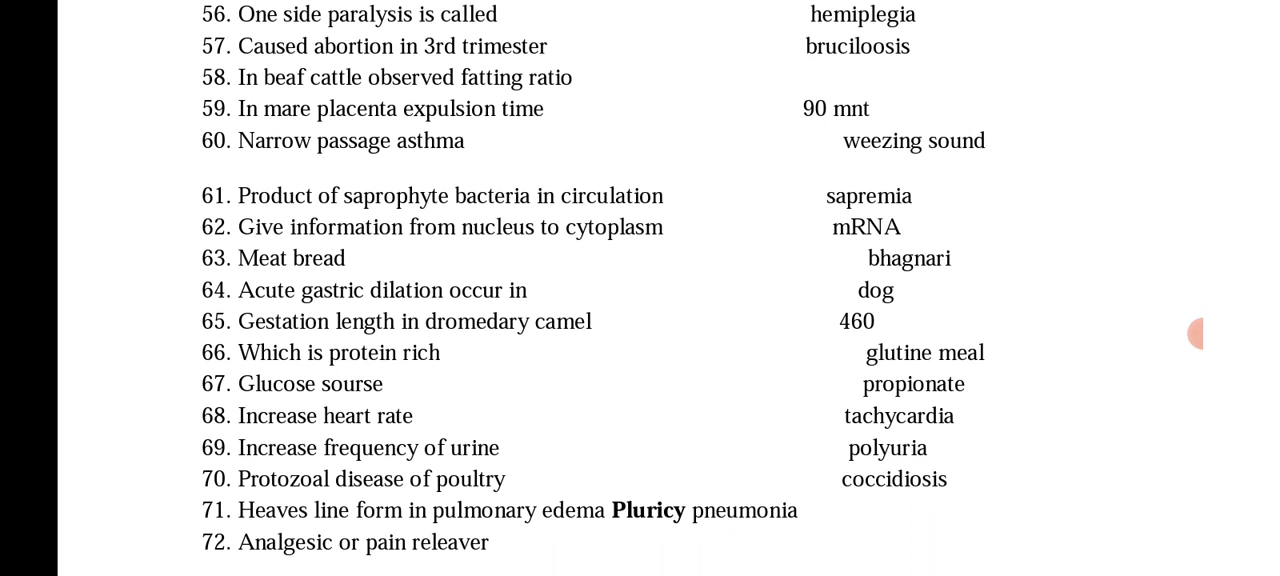 56. One side paralysis is called hemiplegia
57. Caused abortion in 3rd trimester bruciloosis
58. In beaf cattle observed fatting ratio
59. In mare placenta expulsion time 90 mnt
60. Narrow passage asthma weezing sound
61. Product of saprophyte bacteria in circulation sapremia
62. Give information from nucleus to cytoplasm mRNA
63. Meat bread bhagnari
64. Acute gastric dilation occur in dog
65. Gestation length in dromedary camel 460
66. Which is protein rich glutine meal
67. Glucose sourse propionate
68. Increase heart rate tachycardia
69. Increase frequency of urine polyuria
70. Protozoal disease of poultry coccidiosis
71. Heaves line form in pulmonary edema Pluricy pneumonia
72. Analgesic or pain releaver